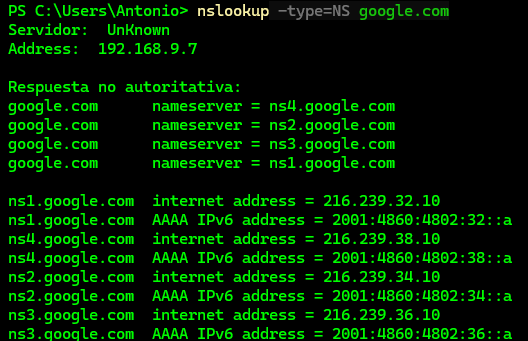 PS C:\Users\Antonio> nslookup -type=NS google.com
Servidor:  UnKnown
Address:  192.168.9.7

Respuesta no autoritativa:
google.com      nameserver = ns4.google.com
google.com      nameserver = ns2.google.com
google.com      nameserver = ns3.google.com
google.com      nameserver = ns1.google.com

ns1.google.com  internet address = 216.239.32.10
ns1.google.com  AAAA IPv6 address = 2001:4860:4802:32::a
ns4.google.com  internet address = 216.239.38.10
ns4.google.com  AAAA IPv6 address = 2001:4860:4802:38::a
ns2.google.com  internet address = 216.239.34.10
ns2.google.com  AAAA IPv6 address = 2001:4860:4802:34::a
ns3.google.com  internet address = 216.239.36.10
ns3.google.com  AAAA IPv6 address = 2001:4860:4802:36::a